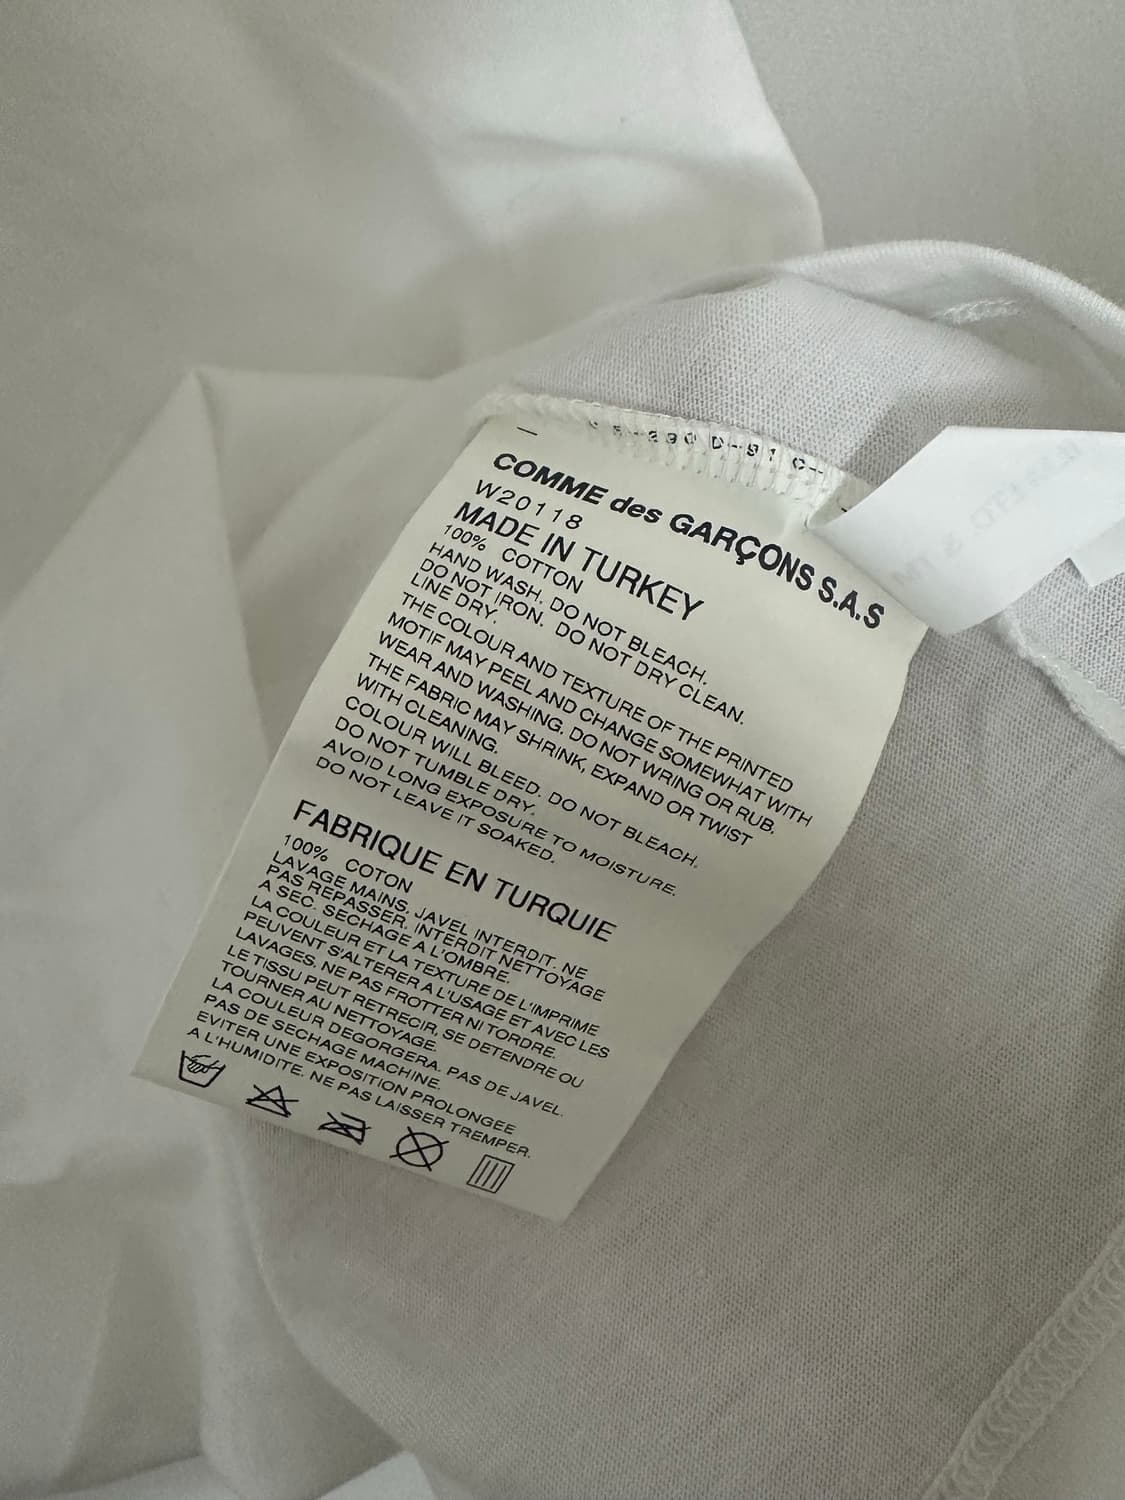 COMME des GARÇONS S.A.S
W20118
MADE IN TURKEY
100% COTTON
HAND WASH. DO NOT BLEACH.
DO NOT IRON. DO NOT DRY CLEAN.
LINE DRY.
THE COLOUR AND TEXTURE OF THE PRINTED
MOTIF MAY PEEL AND CHANGE SOMEWHAT WITH
WEAR AND WASHING. DO NOT WRING OR RUB.
THE FABRIC MAY SHRINK, EXPAND OR TWIST
WITH CLEANING.
COLOUR WILL BLEED. DO NOT BLEACH.
DO NOT TUMBLE DRY.
AVOID LONG EXPOSURE TO MOISTURE.
DO NOT LEAVE IT SOAKED.
FABRIQUE EN TURQUIE
100% COTON
LAVAGE MAINS, JAVEL INTERDIT. NE
PAS REPASSER, INTERDIT NETTOYAGE
A SEC. SECHAGE A L'OMBRE.
LA COULEUR ET LA TEXTURE DE L'IMPRIME
PEUVENT S'ALTERER A L'USAGE ET AVEC LES
LAVAGES. NE PAS FROTTER NI TORDRE.
LE TISSU PEUT RETRECIR, SE DETENDRE OU
TOURNER AU NETTOYAGE.
LA COULEUR DEGORGERA. PAS DE JAVEL.
PAS DE SECHAGE MACHINE.
EVITER UNE EXPOSITION PROLONGEE
A L'HUMIDITE. NE PAS LAISSER TREMPER.